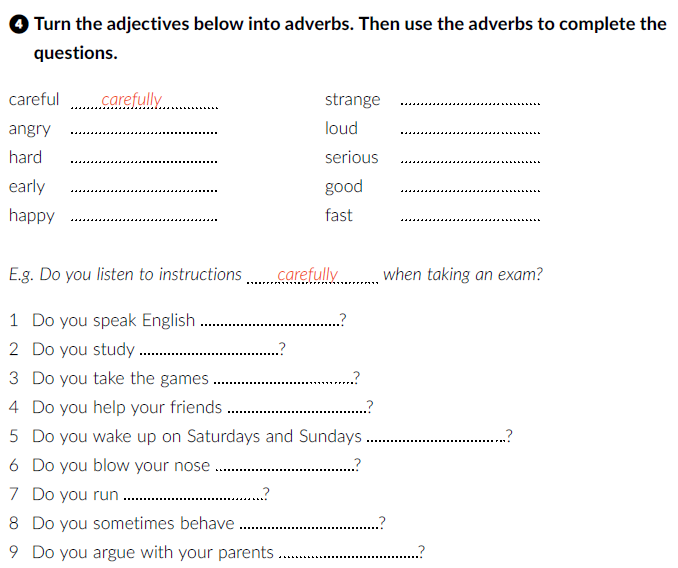 4 Turn the adjectives below into adverbs. Then use the adverbs to complete the
questions.
careful ......carefully............ strange ....................................
angry .................................... loud ....................................
hard .................................... serious ....................................
early .................................... good ....................................
happy .................................... fast ....................................
E.g. Do you listen to instructions .......carefully......... when taking an exam?
1 Do you speak English ....................................?
2 Do you study ....................................?
3 Do you take the games ....................................?
4 Do you help your friends ....................................?
5 Do you wake up on Saturdays and Sundays ....................................?
6 Do you blow your nose ....................................?
7 Do you run ....................................?
8 Do you sometimes behave ....................................?
9 Do you argue with your parents ....................................?